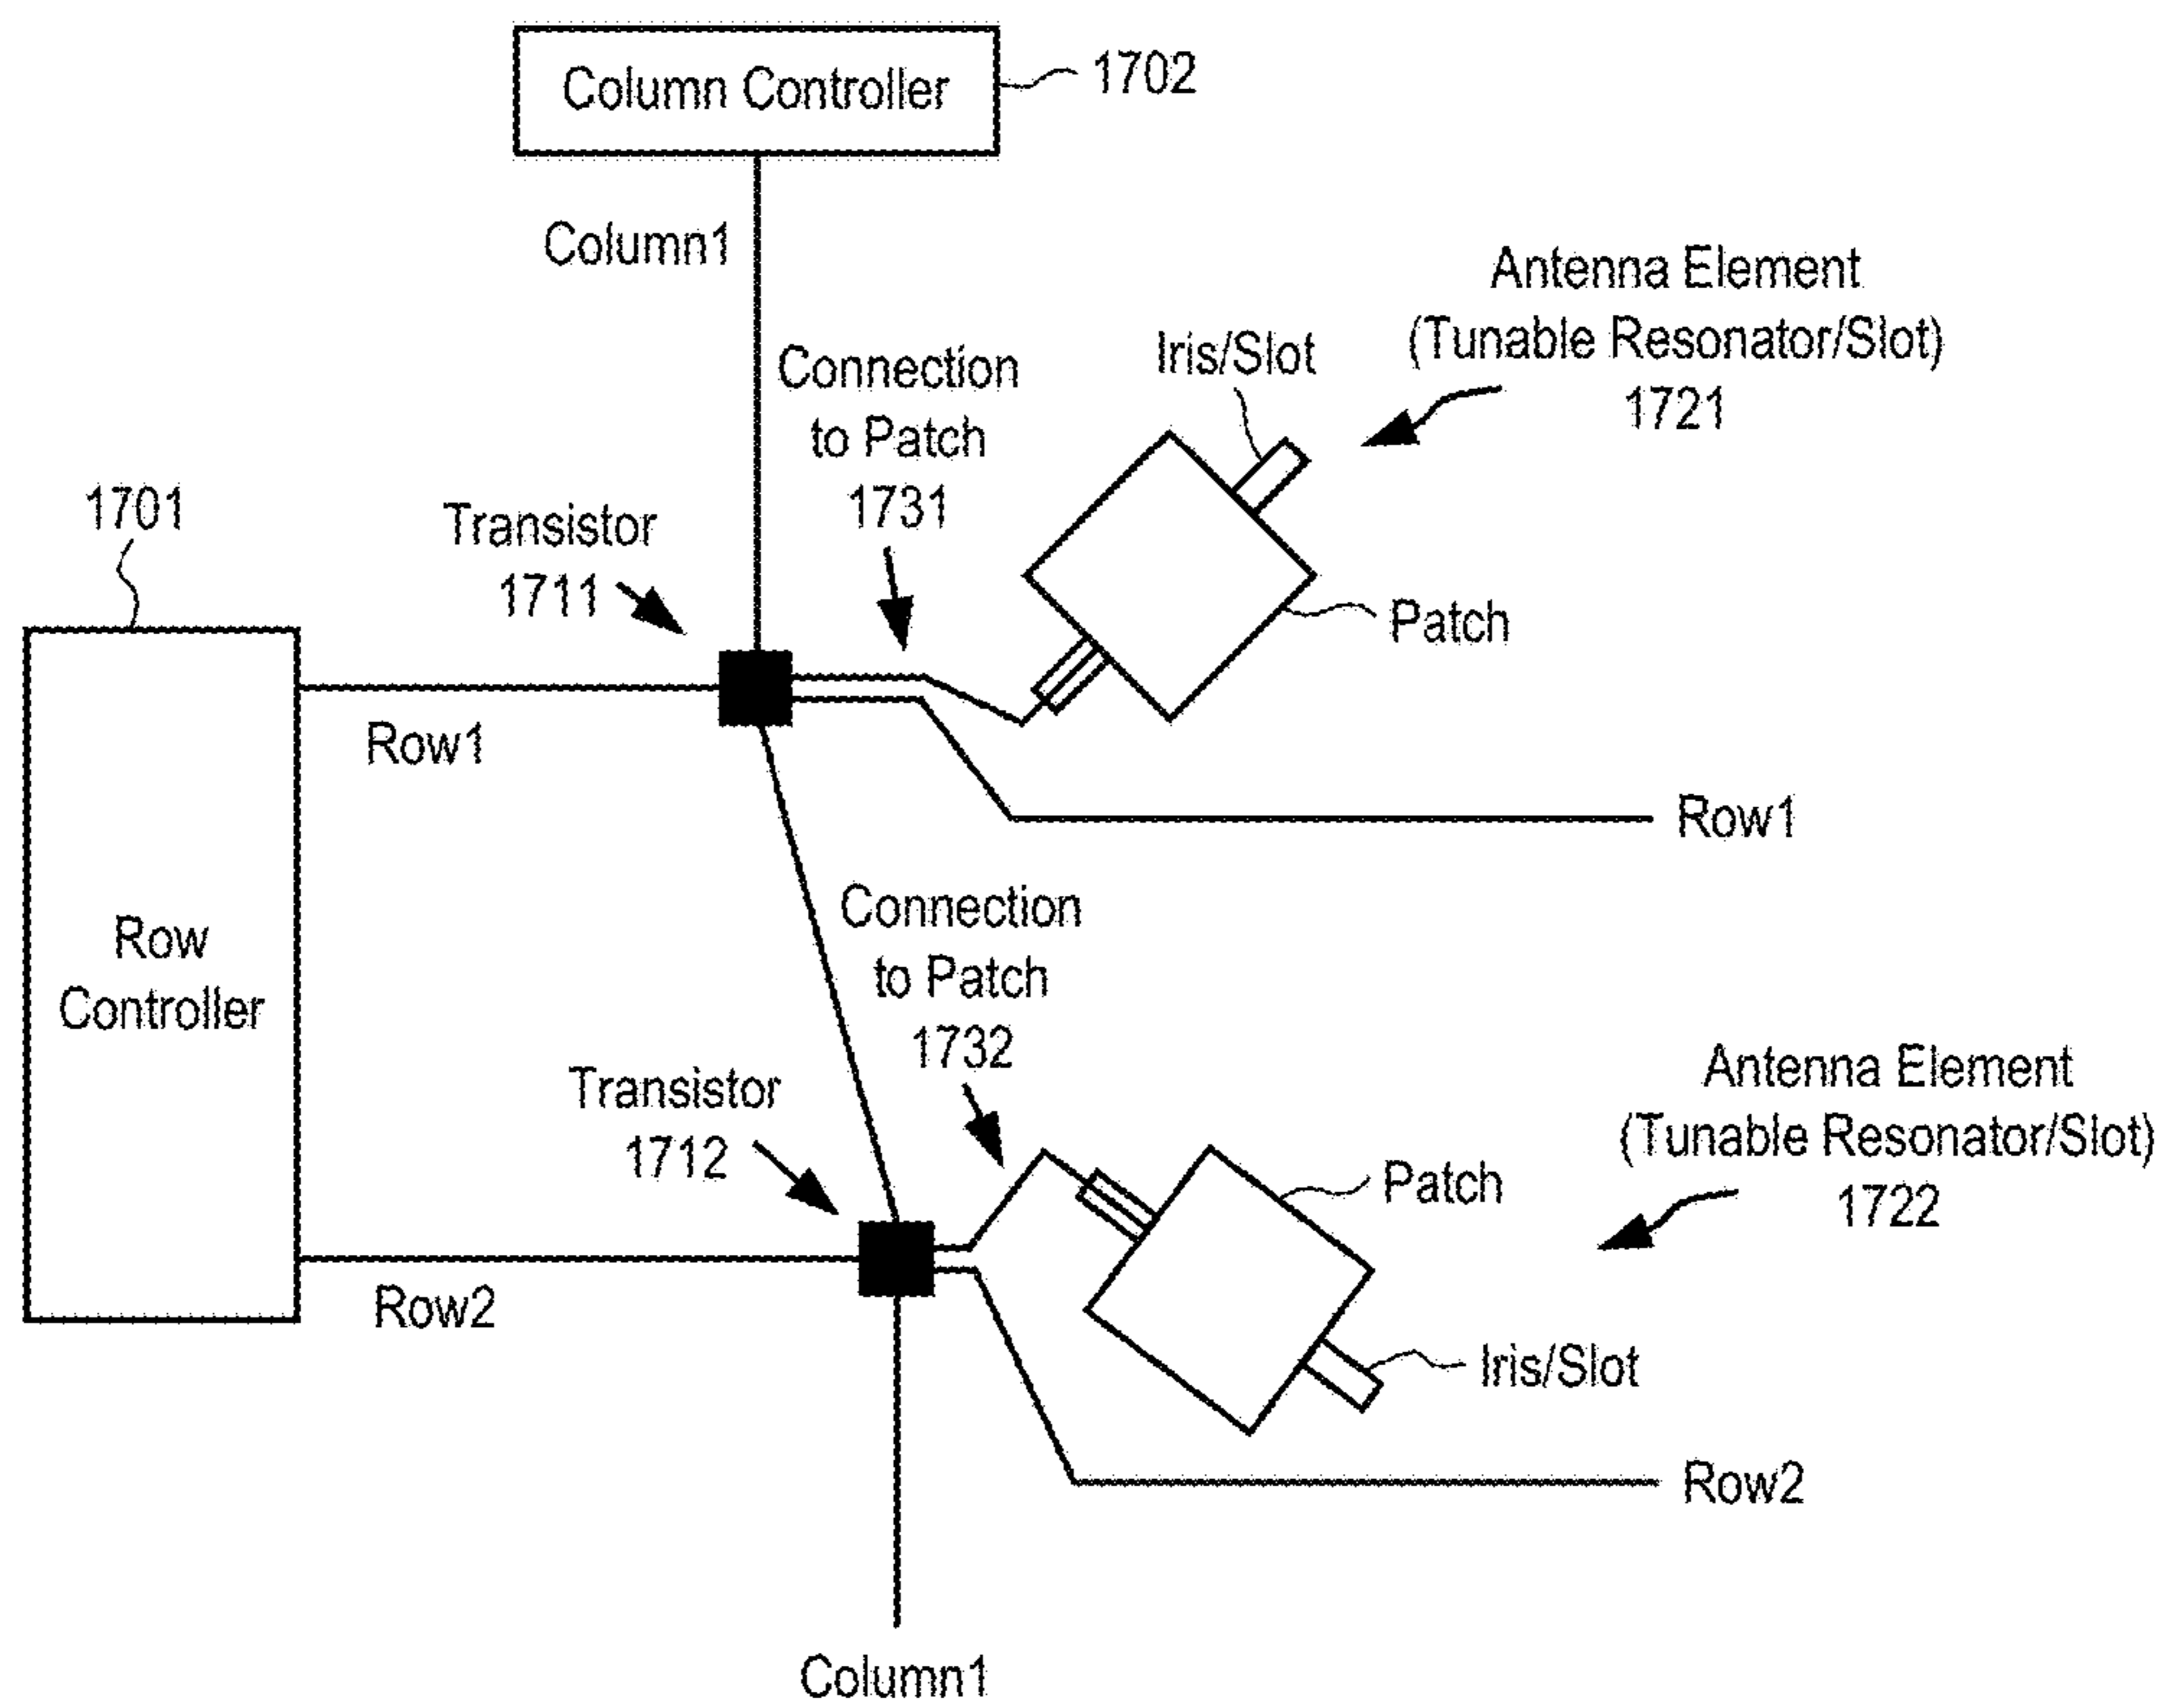 Column Controller
1702
Column1
Antenna Element
(Tunable Resonator/Slot)
1721
Iris/Slot
Connection
to Patch
1731
1701
Transistor
1711
Patch
Row1
Row1
Row
Controller
Connection
to Patch
1732
Transistor
1712
Antenna Element
(Tunable Resonator/Slot)
1722
Patch
Row2
Iris/Slot
Row2
Column1